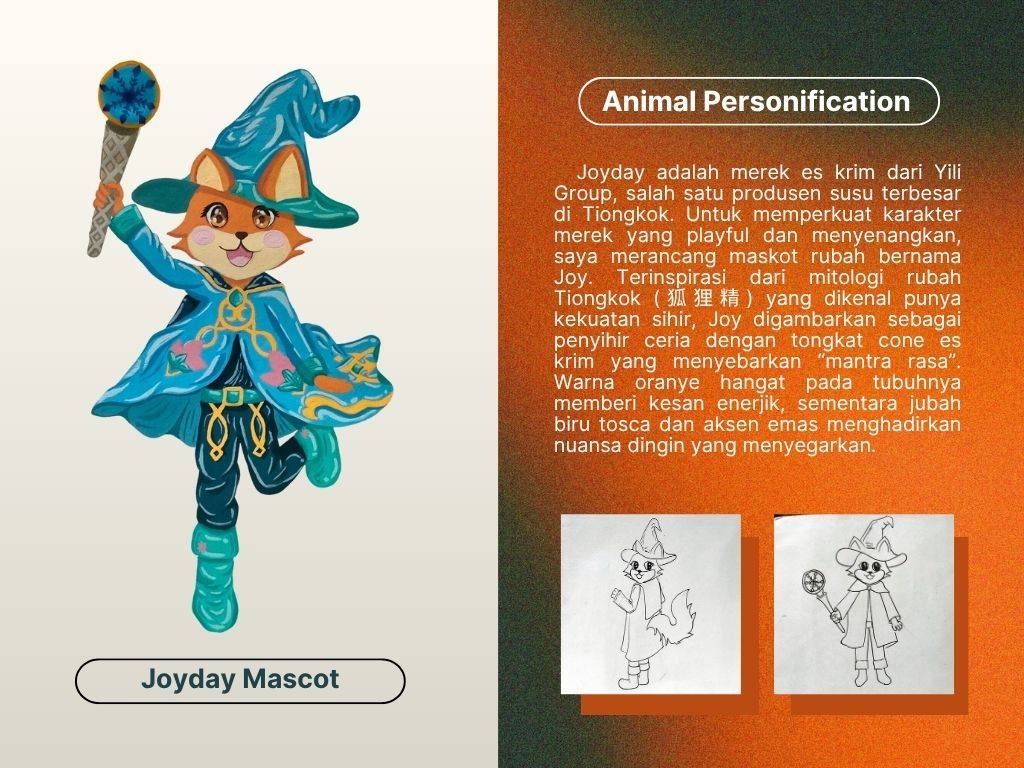 Animal Personification
Joyday adalah merek es krim dari Yili
Group, salah satu produsen susu terbesar
di Tiongkok. Untuk memperkuat karakter
merek yang playful dan menyenangkan,
saya merancang maskot rubah bernama
Joy. Terinspirasi dari mitologi rubah
Tiongkok (狐狸精) yang dikenal punya
kekuatan sihir, Joy digambarkan sebagai
penyihir ceria dengan tongkat cone es
krim yang menyebarkan “mantra rasa”.
Warna oranye hangat pada tubuhnya
memberi kesan enerjik, sementara jubah
biru tosca dan aksen emas menghadirkan
nuansa dingin yang menyegarkan.
Joyday Mascot